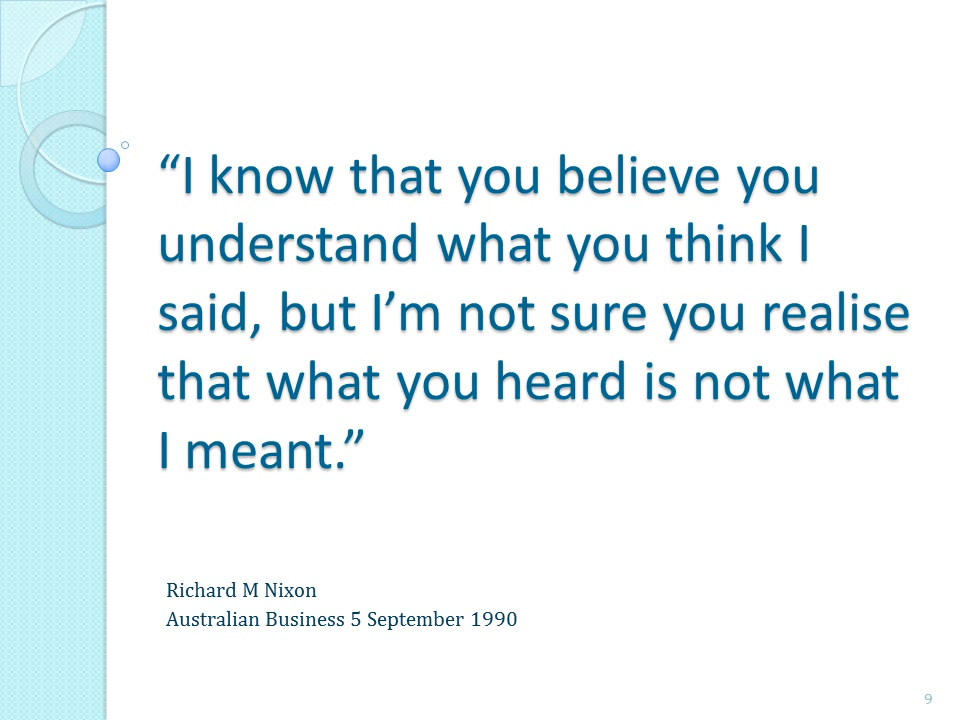 “I know that you believe you
understand what you think I
said, but I’m not sure you realise
that what you heard is not what
I meant.”
Richard M Nixon
Australian Business 5 September 1990
9